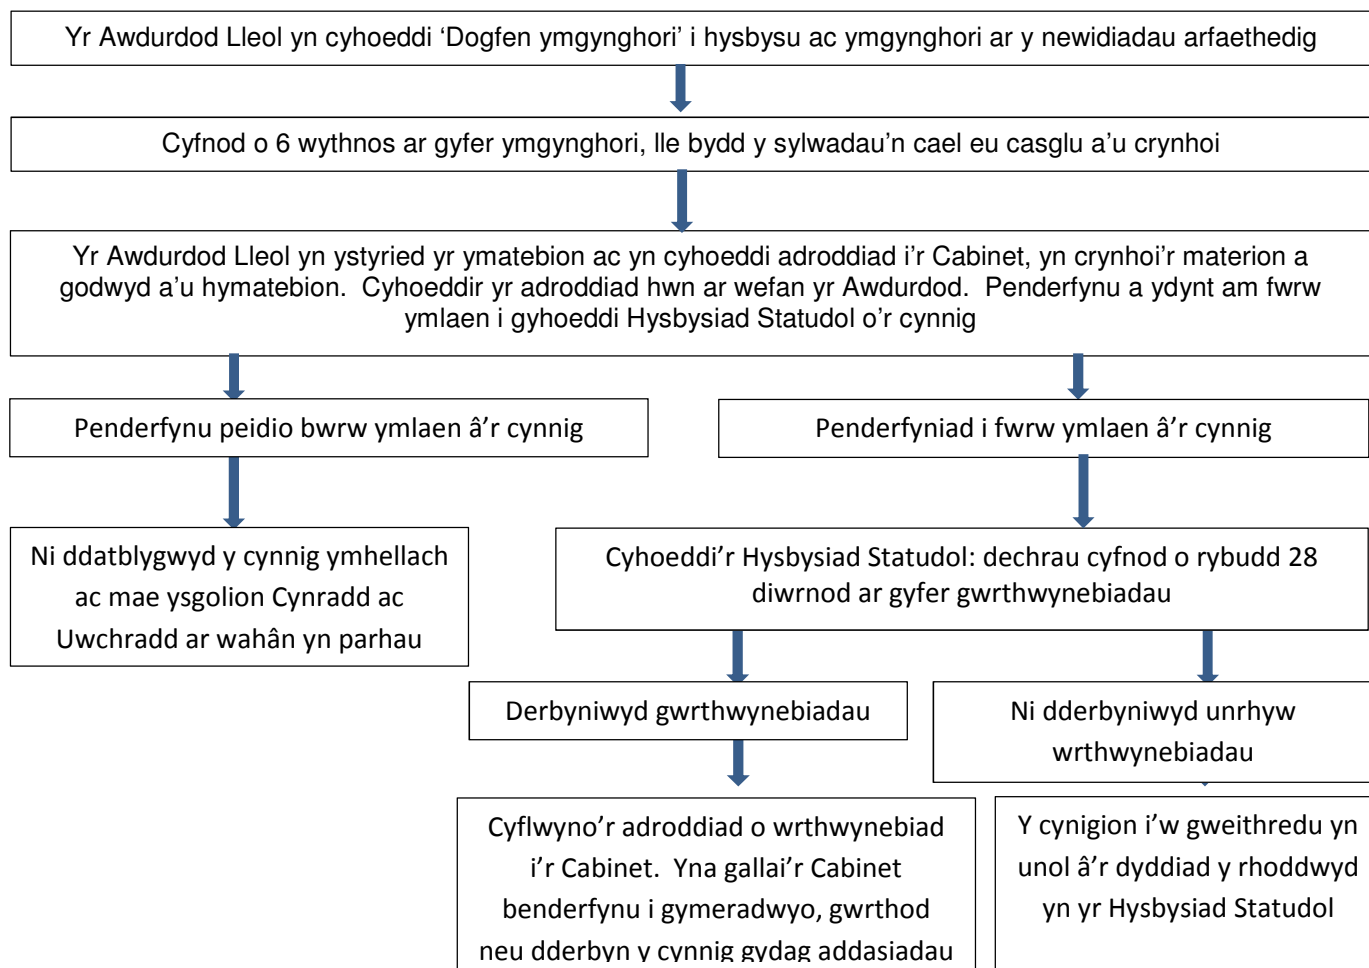 Yr Awdurdod Lleol yn cyhoeddi ‘Dogfen ymgynghori’ i hysbysu ac ymgynghori ar y newidiadau arfaethedig
Cyfnod o 6 wythnos ar gyfer ymgynghori, lle bydd y sylwadau’n cael eu casglu a’u crynhoi
Yr Awdurdod Lleol yn ystyried yr ymatebion ac yn cyhoeddi adroddiad i’r Cabinet, yn crynhoi’r materion a
godwyd a’u hymatebion. Cyhoeddir yr adroddiad hwn ar wefan yr Awdurdod. Penderfynu a ydynt am fwrw
ymlaen i gyhoeddi Hysbysiad Statudol o’r cynnig
Penderfynu peidio bwrw ymlaen â’r cynnig
Penderfyniad i fwrw ymlaen â’r cynnig
Ni ddatblygwyd y cynnig ymhellach
ac mae ysgolion Cynradd ac
Uwchradd ar wahân yn parhau
Cyhoeddi’r Hysbysiad Statudol: dechrau cyfnod o rybudd 28
diwrnod ar gyfer gwrthwynebiadau
Derbyniwyd gwrthwynebiadau
Ni dderbyniwyd unrhyw
wrthwynebiadau
Cyflwyno’r adroddiad o wrthwynebiad
i’r Cabinet. Yna gallai’r Cabinet
benderfynu i gymeradwyo, gwrthod
neu dderbyn y cynnig gydag addasiadau
Y cynigion i’w gweithredu yn
unol â’r dyddiad y rhoddwyd
yn yr Hysbysiad Statudol